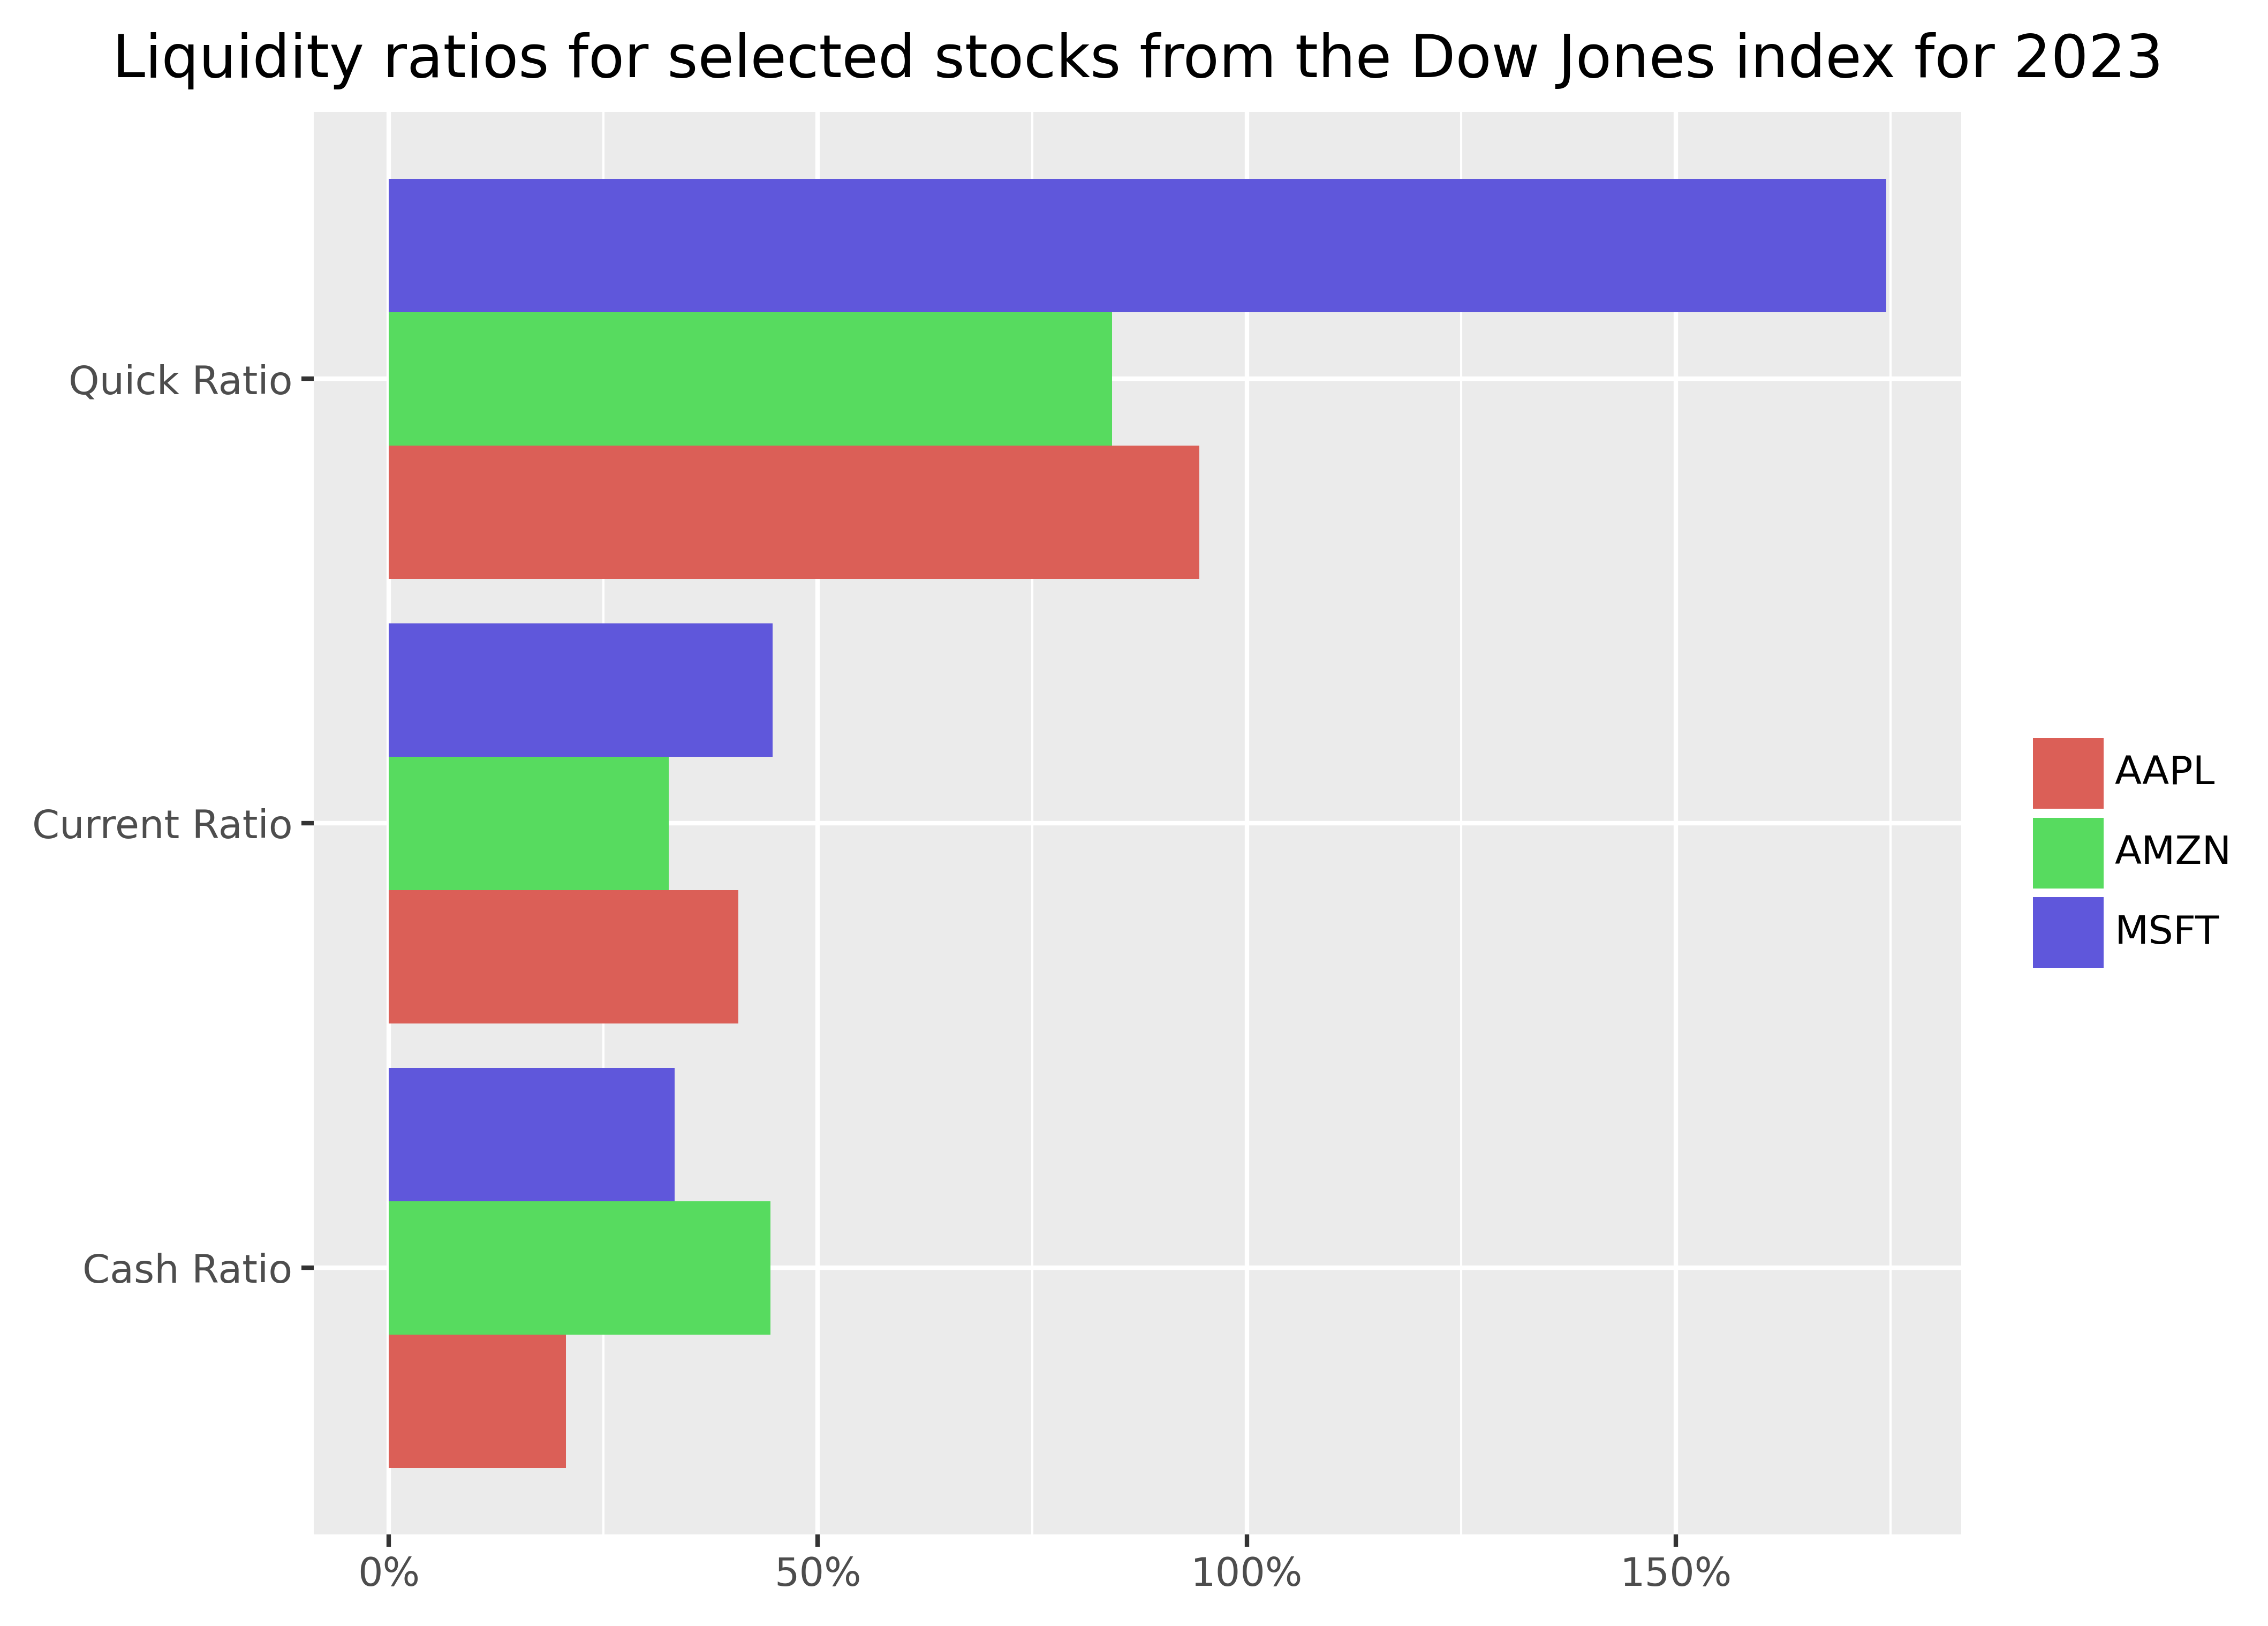 Liquidity ratios for selected stocks from the Dow Jones index for 2023
Quick Ratio
Current Ratio
Cash Ratio
0%
50%
100%
150%
AAPL
AMZN
MSFT